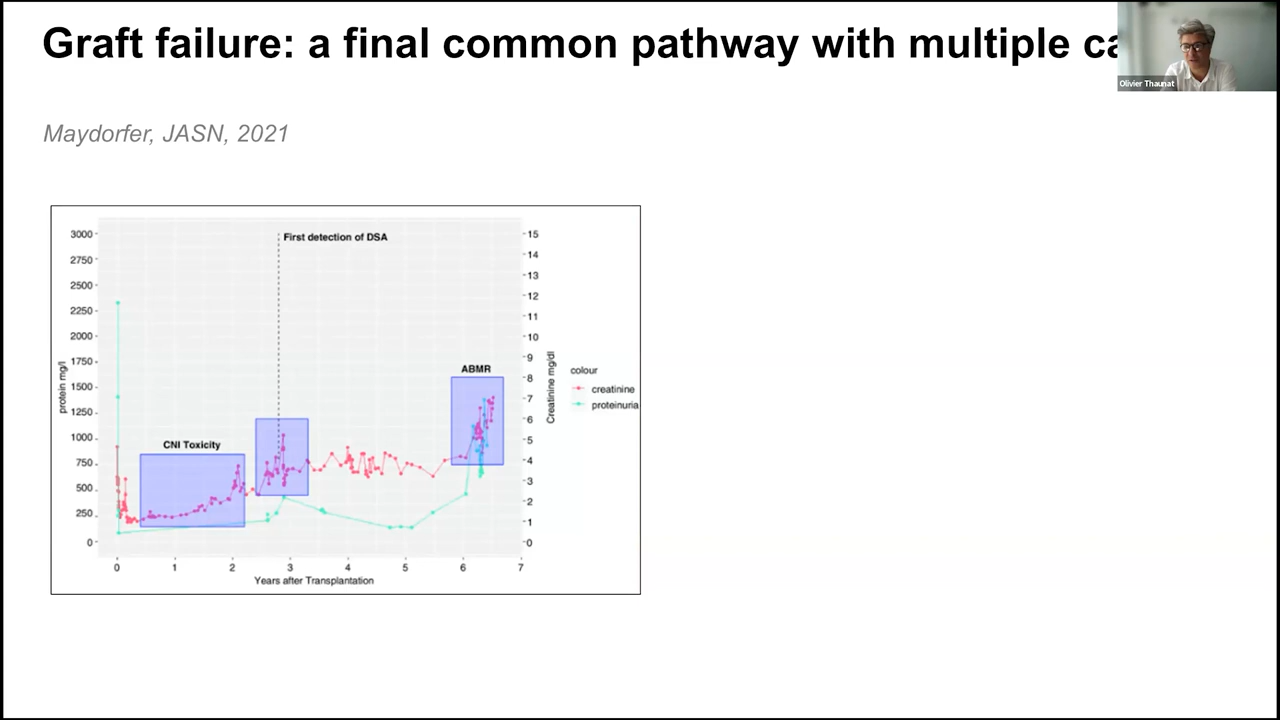 Graft failure: a final common pathway with multiple ca
Olivier Thaunat
Maydorfer, JASN, 2021
First detection of DSA
ABMR
CNI Toxicity
protein mg/l
3000
2750
2500
2250
2000
1750
1500
1250
1000
750
500
250
0
15
14
13
12
11
10
9
8
7
6
5
4
3
2
1
0
Creatinine mg/dl
colour
creatinine
proteinuria
0 1 2 3 4 5 6 7
Years after Transplantation